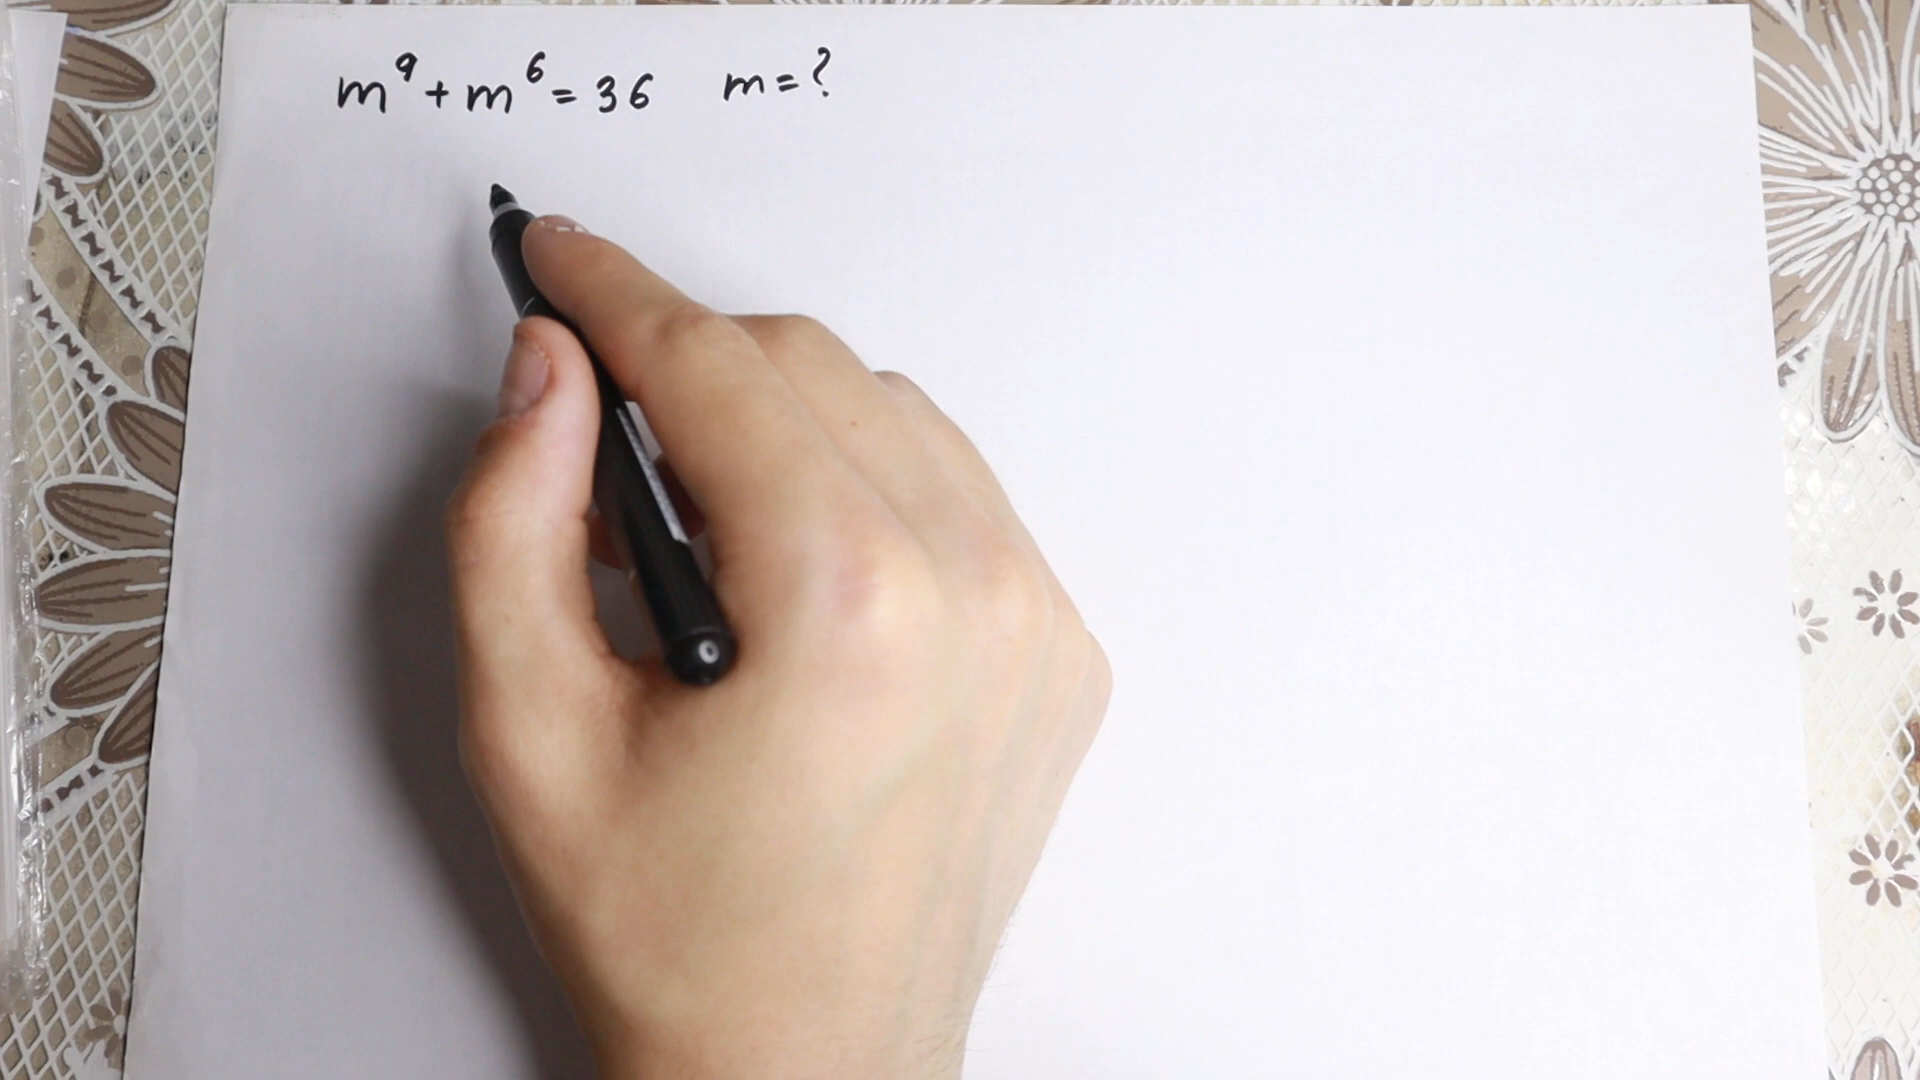 m⁹ + m⁶ = 36 m = ?